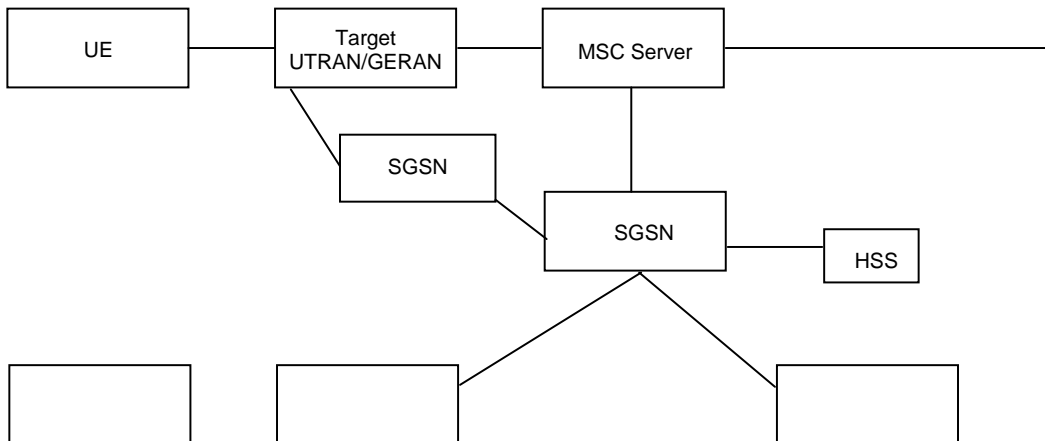 UE
Target
UTRAN/GERAN
MSC Server
SGSN
SGSN
HSS